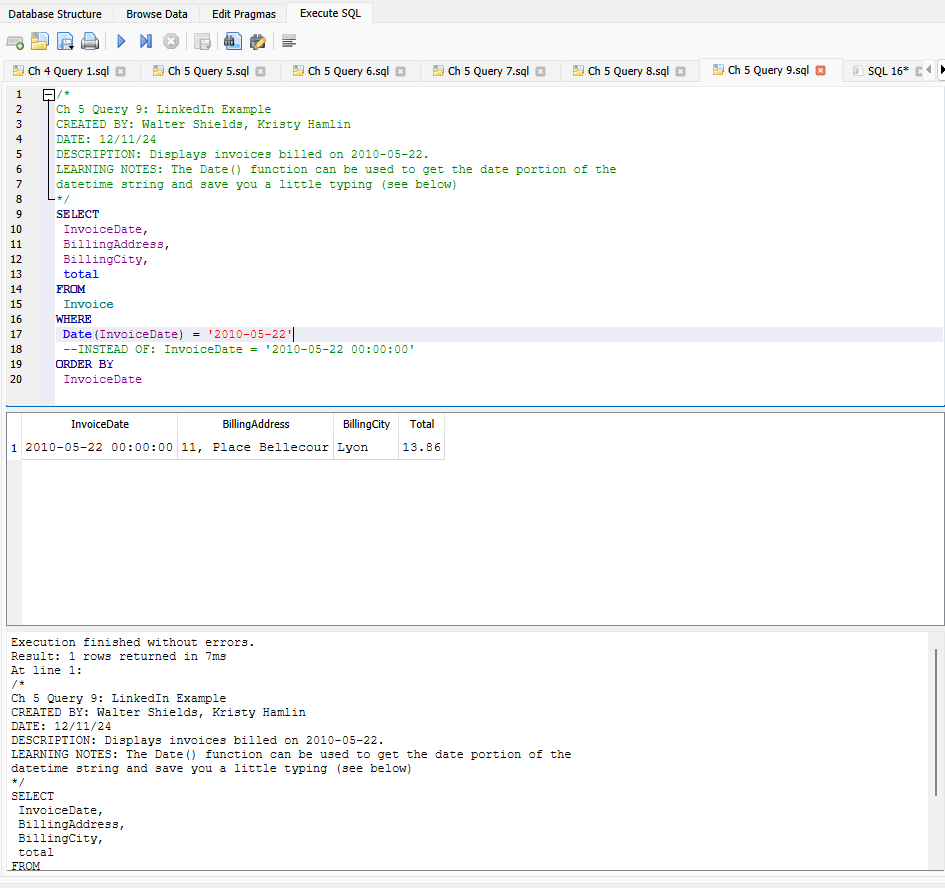 Database Structure Browse Data Edit Pragmas Execute SQL
Ch 4 Query 1.sql Ch 5 Query 5.sql Ch 5 Query 6.sql Ch 5 Query 7.sql Ch 5 Query 8.sql Ch 5 Query 9.sql SQL 16*
1 /*
2 Ch 5 Query 9: LinkedIn Example
3 CREATED BY: Walter Shields, Kristy Hamlin
4 DATE: 12/11/24
5 DESCRIPTION: Displays invoices billed on 2010-05-22.
6 LEARNING NOTES: The Date() function can be used to get the date portion of the
7 datetime string and save you a little typing (see below)
8 */
9 SELECT
10 InvoiceDate,
11 BillingAddress,
12 BillingCity,
13 total
14 FROM
15 Invoice
16 WHERE
17 Date(InvoiceDate) = '2010-05-22'
18 --INSTEAD OF: InvoiceDate = '2010-05-22 00:00:00'
19 ORDER BY
20 InvoiceDate
InvoiceDate BillingAddress BillingCity Total
1 2010-05-22 00:00:00 11, Place Bellecour Lyon 13.86
Execution finished without errors.
Result: 1 rows returned in 7ms
At line 1:
/*
Ch 5 Query 9: LinkedIn Example
CREATED BY: Walter Shields, Kristy Hamlin
DATE: 12/11/24
DESCRIPTION: Displays invoices billed on 2010-05-22.
LEARNING NOTES: The Date() function can be used to get the date portion of the
datetime string and save you a little typing (see below)
*/
SELECT
InvoiceDate,
BillingAddress,
BillingCity,
total
FROM